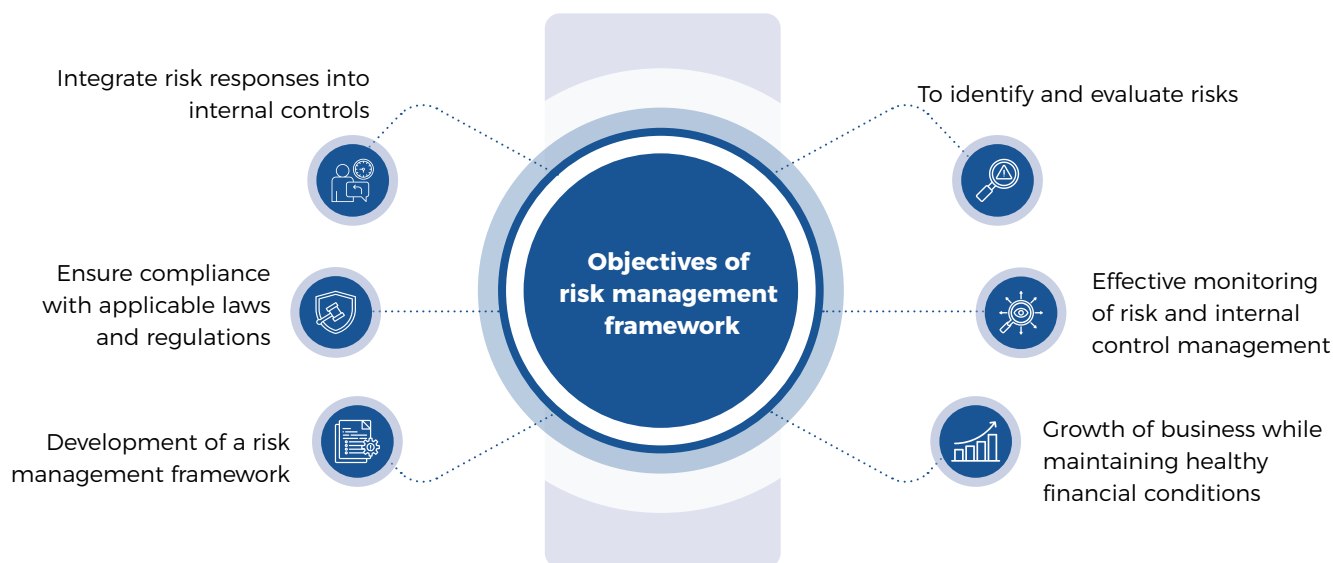 Integrate risk responses into
internal controls
Ensure compliance
with applicable laws
and regulations
Development of a risk
management framework
Objectives of
risk management
framework
To identify and evaluate risks
Effective monitoring
of risk and internal
control management
Growth of business while
maintaining healthy
financial conditions